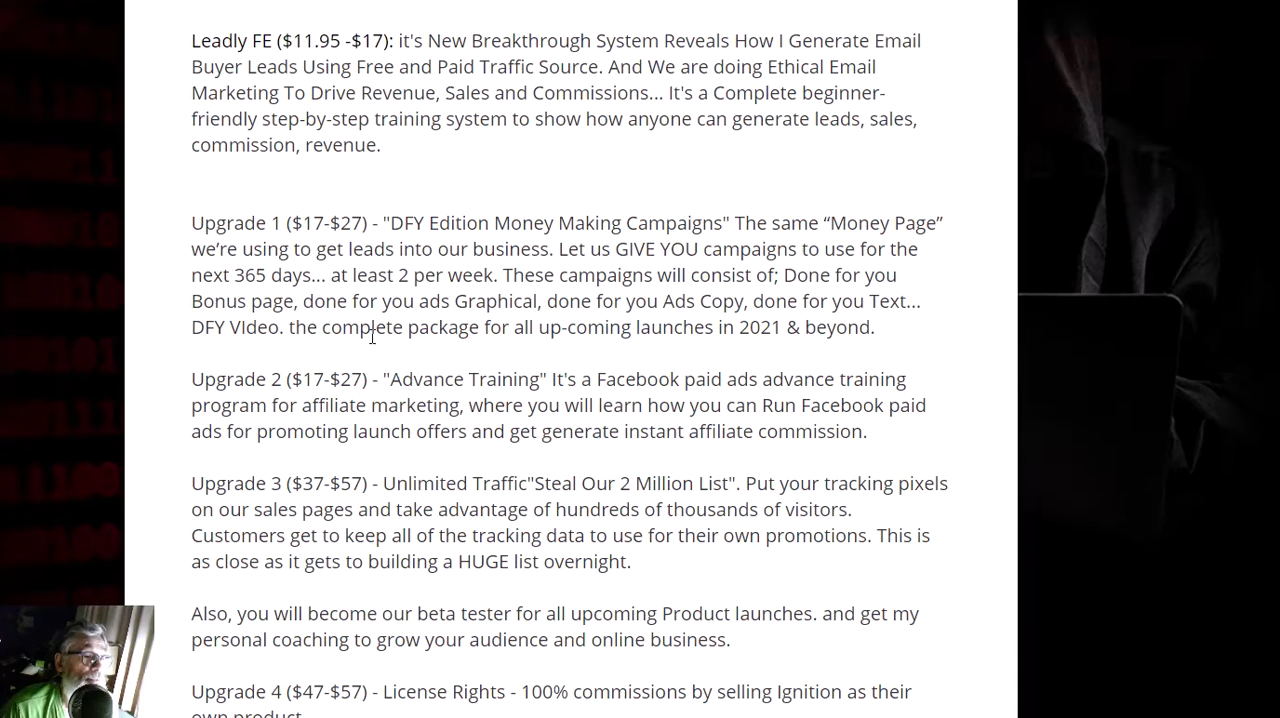 Leadly FE ($11.95 -$17): it's New Breakthrough System Reveals How I Generate Email
Buyer Leads Using Free and Paid Traffic Source. And We are doing Ethical Email
Marketing To Drive Revenue, Sales and Commissions... It's a Complete beginner-
friendly step-by-step training system to show how anyone can generate leads, sales,
commission, revenue.
Upgrade 1 ($17-$27) - "DFY Edition Money Making Campaigns" The same “Money Page”
we’re using to get leads into our business. Let us GIVE YOU campaigns to use for the
next 365 days... at least 2 per week. These campaigns will consist of; Done for you
Bonus page, done for you ads Graphical, done for you Ads Copy, done for you Text...
DFY VIdeo. the complete package for all up-coming launches in 2021 & beyond.
Upgrade 2 ($17-$27) - "Advance Training" It's a Facebook paid ads advance training
program for affiliate marketing, where you will learn how you can Run Facebook paid
ads for promoting launch offers and get generate instant affiliate commission.
Upgrade 3 ($37-$57) - Unlimited Traffic"Steal Our 2 Million List". Put your tracking pixels
on our sales pages and take advantage of hundreds of thousands of visitors.
Customers get to keep all of the tracking data to use for their own promotions. This is
as close as it gets to building a HUGE list overnight.
Also, you will become our beta tester for all upcoming Product launches. and get my
personal coaching to grow your audience and online business.
Upgrade 4 ($47-$57) - License Rights - 100% commissions by selling Ignition as their
own product